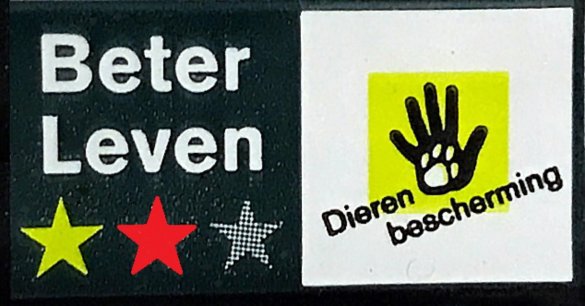 Beter
Leven
Dieren
bescherming